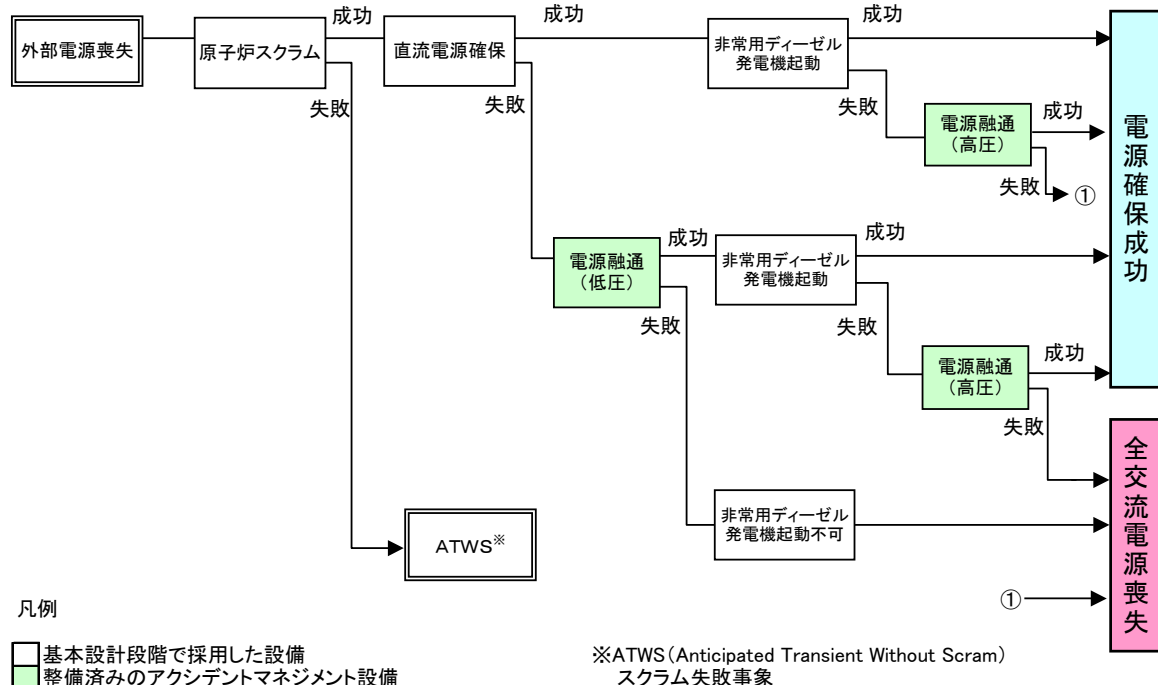 外部電源喪失
原子炉スクラム
成功
失敗
直流電源確保
成功
失敗
非常用ディーゼル
発電機起動
成功
失敗
電源融通
（高圧）
成功
失敗
①
電源融通
（低圧）
成功
失敗
非常用ディーゼル
発電機起動
成功
失敗
電源融通
（高圧）
成功
失敗
非常用ディーゼル
発電機起動不可
ATWS※
①
電源確保成功
全交流電源喪失
凡例
基本設計段階で採用した設備
整備済みのアクシデントマネジメント設備
※ATWS（Anticipated Transient Without Scram）
スクラム失敗事象